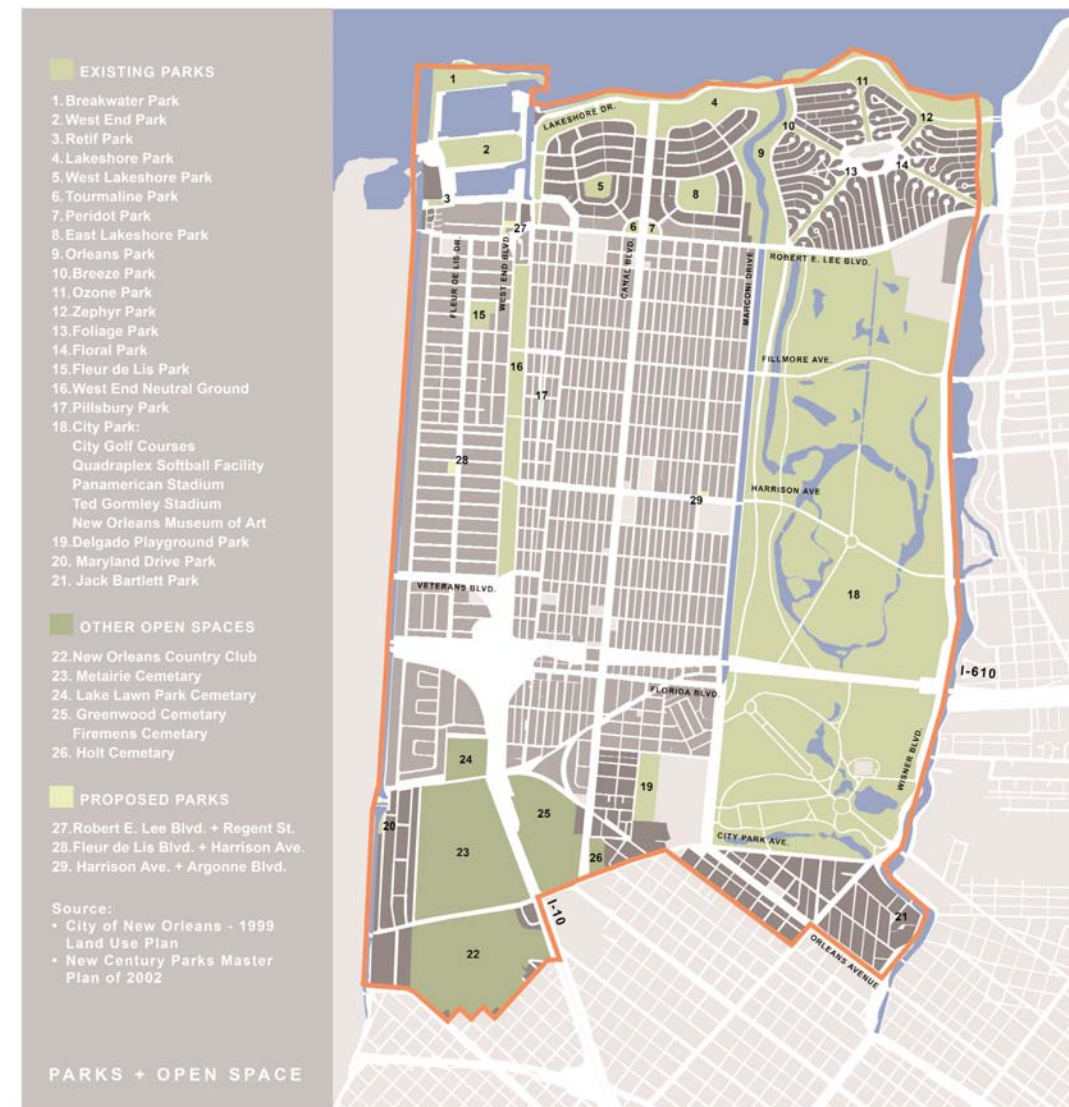 EXISTING PARKS
1.Breakwater Park
2.West End Park
3.Retif Park
4.Lakeshore Park
5.West Lakeshore Park
6.Tourmaline Park
7.Peridot Park
8.East Lakeshore Park
9.Orleans Park
10.Breeze Park
11.Ozone Park
12.Zephyr Park
13.Foliage Park
14.Floral Park
15.Fleur de Lis Park
16.West End Neutral Ground
17.Pillsbury Park
18.City Park:
City Golf Courses
Quadraplex Softball Facility
Panamerican Stadium
Ted Gormley Stadium
New Orleans Museum of Art
19.Delgado Playground Park
20. Maryland Drive Park
21. Jack Bartlett Park
OTHER OPEN SPACES
22.New Orleans Country Club
23. Metairie Cemetery
24. Lake Lawn Park Cemetary
25. Greenwood Cemetary
Firemens Cemetary
26. Holt Cemetary
PROPOSED PARKS
27.Robert E. Lee Blvd. + Regent St.
28.Fleur de Lis Blvd. + Harrison Ave.
29. Harrison Ave. + Argonne Blvd.
Source:
• City of New Orleans - 1999
Land Use Plan
• New Century Parks Master
Plan of 2002
PARKS + OPEN SPACE
1
2
3
LAKESHORE DR.
4
5
6
7
8
9
10
11
12
13
14
27
FLEUR DE LIS DR.
WEST END BLVD.
CANAL BLVD.
MARCONI DRIVE
ROBERT E. LEE BLVD.
15
16
17
FILLMORE AVE.
28
29
HARRISON AVE
VETERANS BLVD.
18
I-610
FLORIDA BLVD.
WISNER BLVD.
24
19
25
20
23
26
CITY PARK AVE.
I-10
21
22
ORLEANS AVENUE